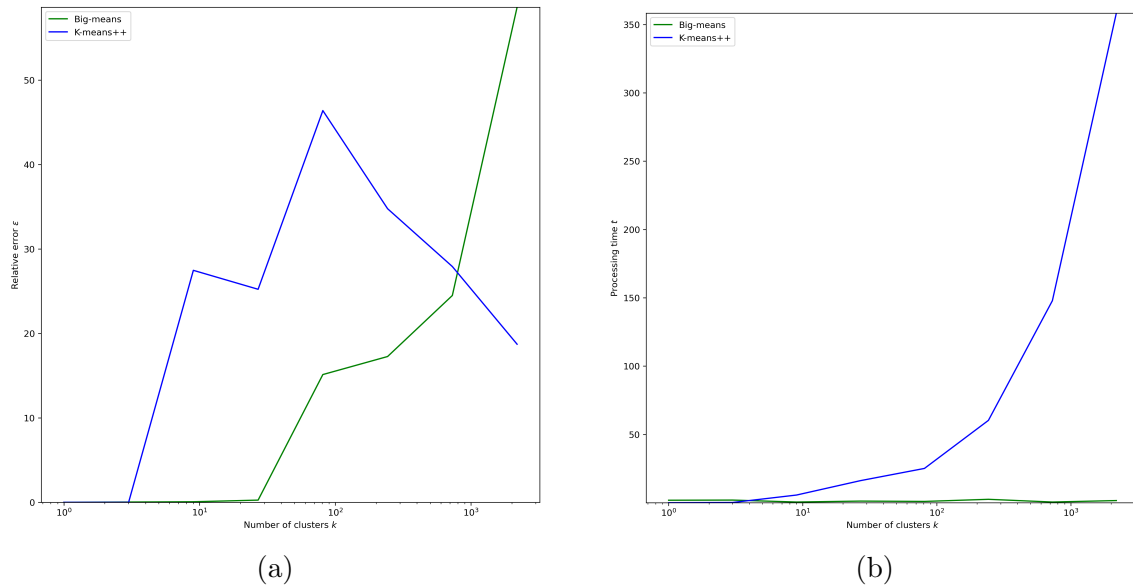 Big-means
K-means++
Relative error ε
50
40
30
20
10
0
10⁰
10¹
10²
10³
Number of clusters k
(a)
Big-means
K-means++
Processing time t
350
300
250
200
150
100
50
10⁰
10¹
10²
10³
Number of clusters k
(b)